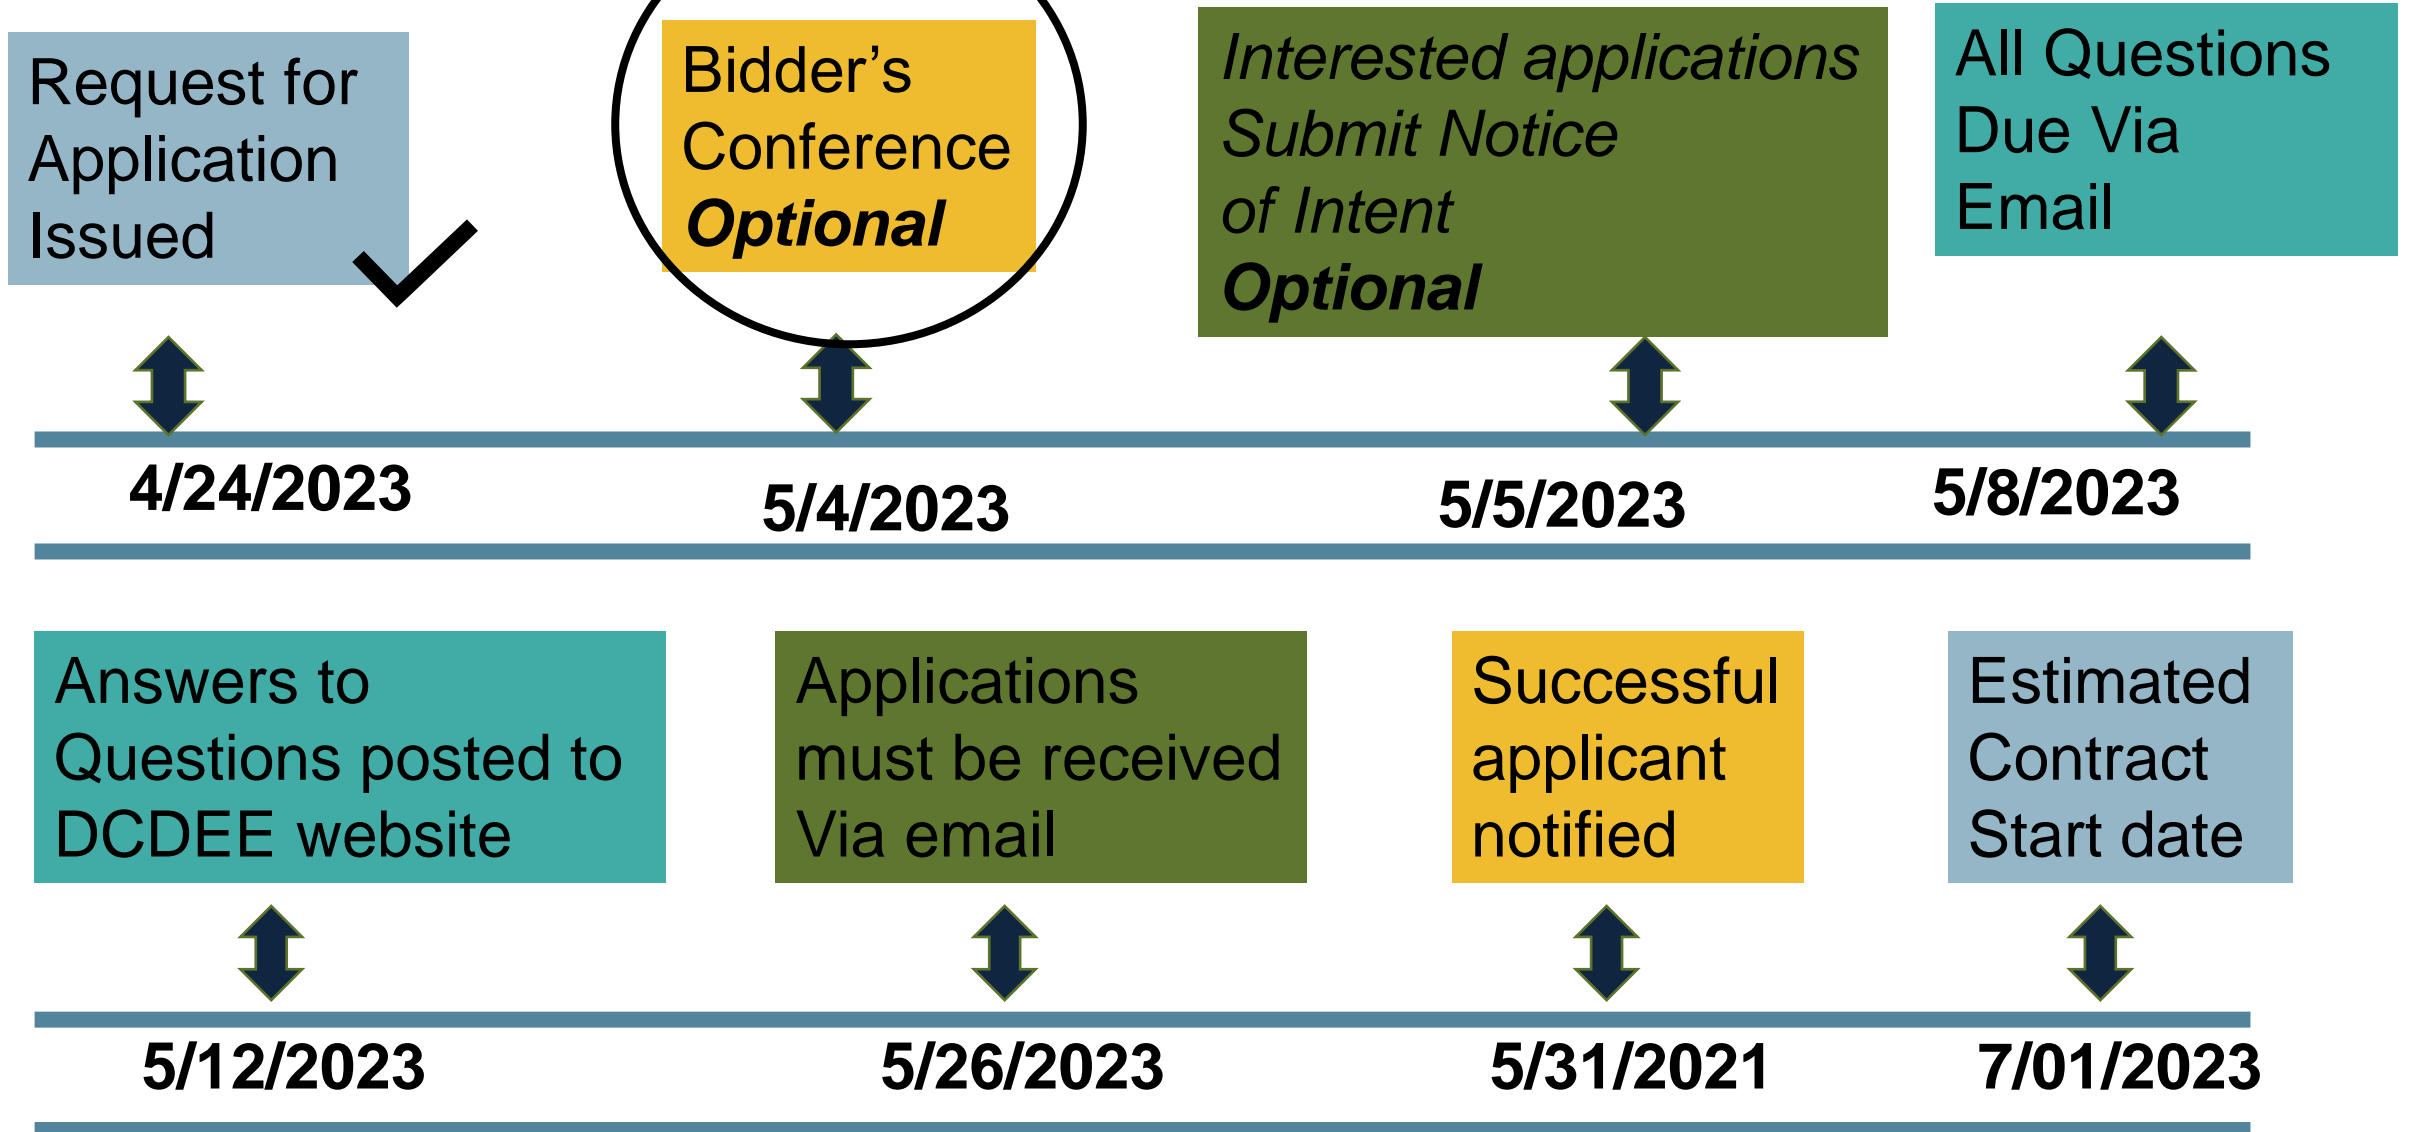 Request for
Application
Issued
Bidder’s
Conference
Optional
Interested applications
Submit Notice
of Intent
Optional
All Questions
Due Via
Email
4/24/2023
5/4/2023
5/5/2023
5/8/2023
Answers to
Questions posted to
DCDEE website
Applications
must be received
Via email
Successful
applicant
notified
Estimated
Contract
Start date
5/12/2023
5/26/2023
5/31/2021
7/01/2023